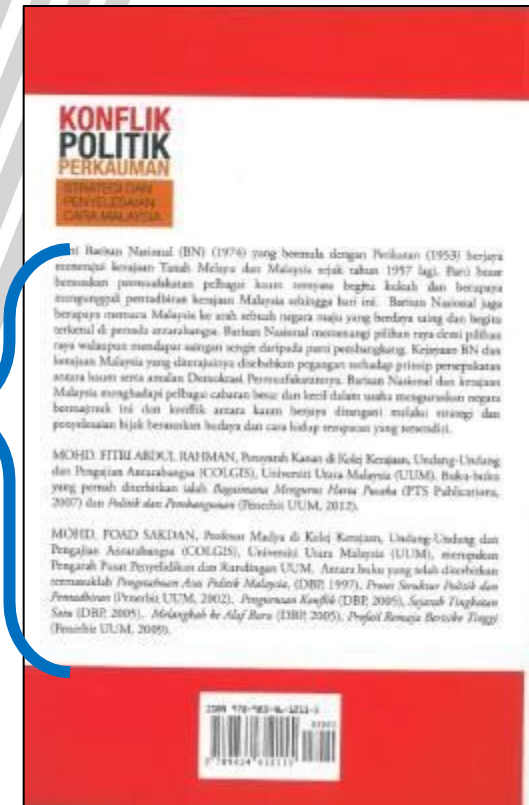 KONFLIK
POLITIK
PERKAUMAN
STRATEGI DAN
PENYELESAIAN
CARA MALAYSIA
Barisan Nasional (BN) (1974) yang bermula dengan Perikatan (1953) berjaya
menerajui kerajaan Tanah Melayu dan Malaysia sejak tahun 1957 lagi. Parti besar
berasaskan permuafakatan pelbagai kaum ternyata begitu kukuh dan berupaya
mengungguli pentadbiran kerajaan Malaysia sehingga hari ini. Barisan Nasional juga
berupaya memacu Malaysia ke arah sebuah negara maju yang berdaya saing dan begitu
terkenal di persada antarabangsa. Barisan Nasional memenangi pilihan raya demi pilihan
raya walaupun mendapat saingan sengit daripada parti pembangkang. Kejayaan BN dan
kerajaan Malaysia yang diterajuinya disebabkan pegangan terhadap prinsip persepakatan
antara kaum serta amalan Demokrasi Permuafakatannya. Barisan Nasional dan kerajaan
Malaysia menghadapi pelbagai cabaran besar dan kecil dalam usaha menguruskan negara
bermajmuk ini dan konflik antara kaum berjaya ditangani melalui strategi dan
penyelesaian bijak berasaskan budaya dan cara hidup tempatan yang tersendiri.
MOHD. FITRI ABDUL RAHMAN, Pensyarah Kanan di Kolej Kerajaan, Undang-Undang
dan Pengajian Antarabangsa (COLGIS), Universiti Utara Malaysia (UUM). Buku-buku
yang pernah diterbitkan ialah Bagaimana Mengurus Harta Pusaka (PTS Publications,
2007) dan Politik dan Pembangunan (Penerbit UUM, 2012).
MOHD. FOAD SAKDAN, Profesor Madya di Kolej Kerajaan, Undang-Undang dan
Pengajian Antarabangsa (COLGIS), Universiti Utara Malaysia (UUM), merupakan
Pengarah Pusat Penyelidikan dan Rundingan UUM. Antara buku yang telah diterbitkan
termasuklah Pengetahuan Asas Politik Malaysia, (DBP, 1997), Proses Struktur Politik dan
Pentadbiran (Penerbit UUM, 2002), Pengurusan Konflik (DBP, 2005), Sejarah Tingkatan
Satu (DBP, 2005), Melangkah ke Alaf Baru (DBP, 2005), Profail Remaja Berisiko Tinggi
(Penerbit UUM, 2009).
ISBN